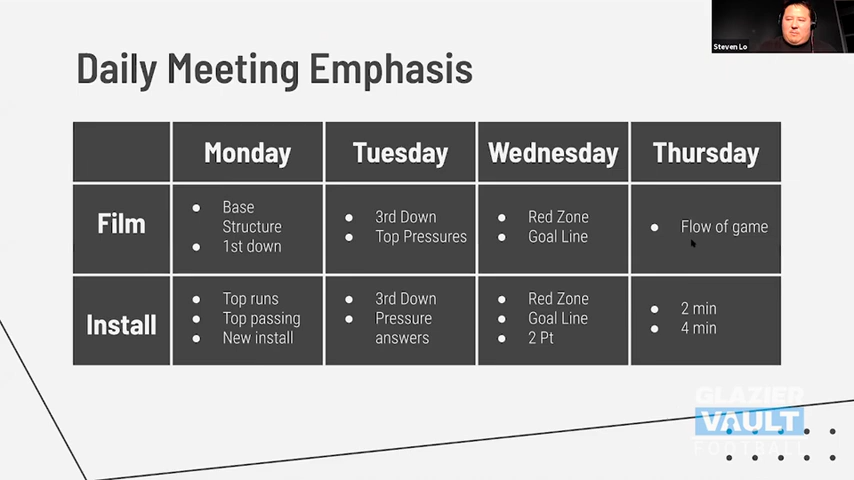 Steven Lo
Daily Meeting Emphasis
Monday
Tuesday
Wednesday
Thursday
Film
Base
Structure
1st down
3rd Down
Top Pressures
Red Zone
Goal Line
Flow of game
Install
Top runs
Top passing
New install
3rd Down
Pressure
answers
Red Zone
Goal Line
2 Pt
2 min
4 min
GLAZIER
VAULT
FOOTBALL